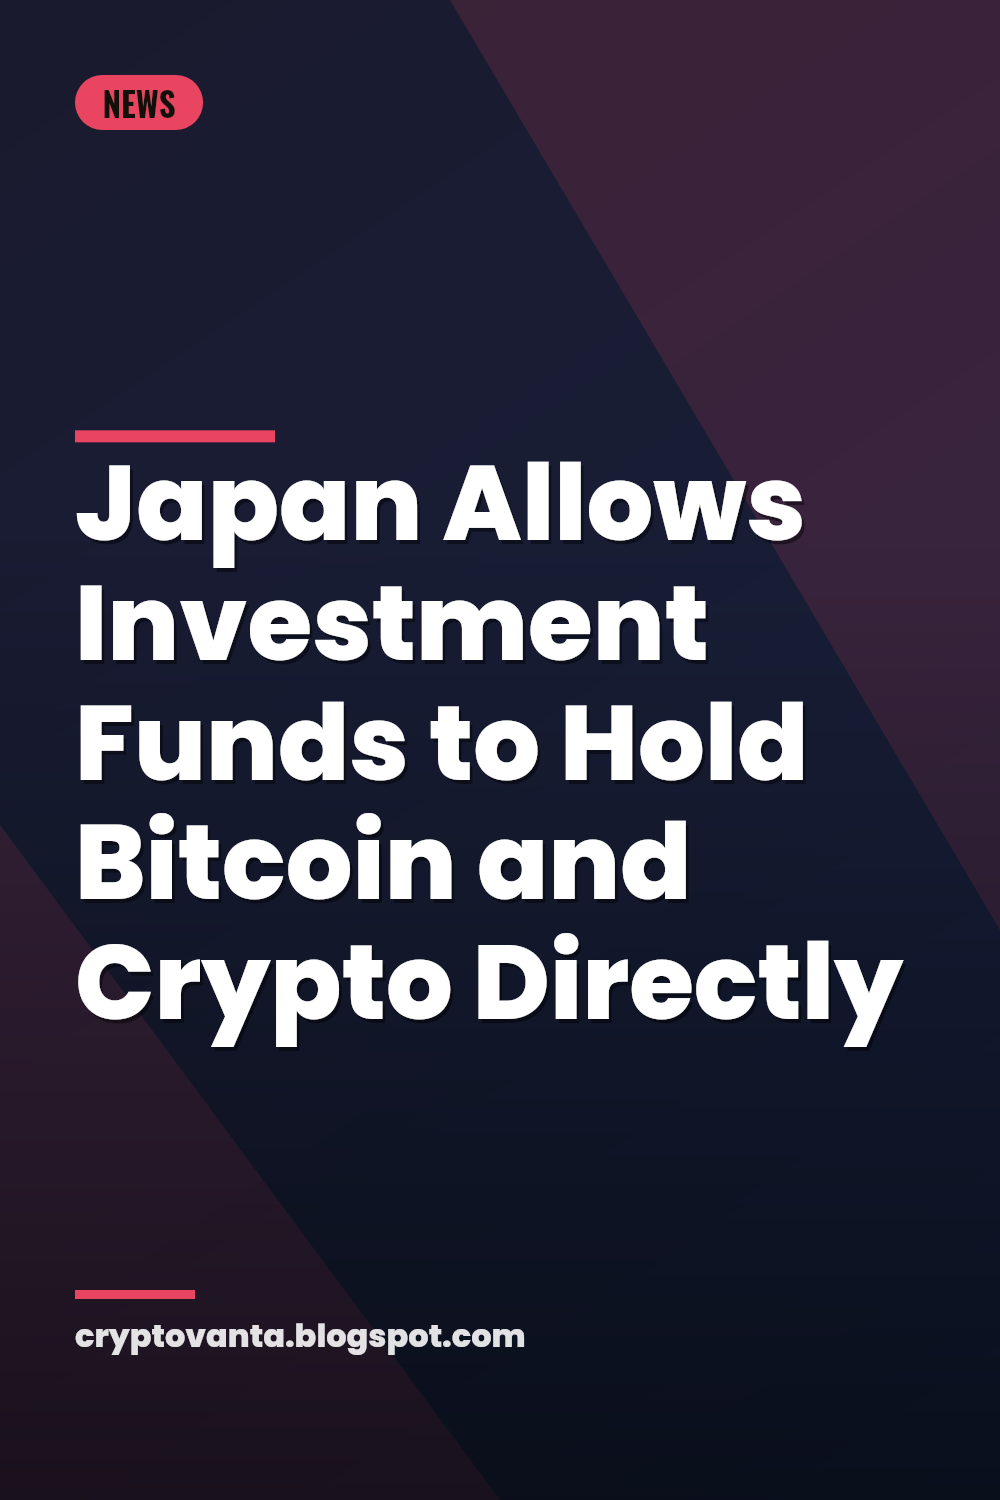 NEWS
Japan Allows
Investment
Funds to Hold
Bitcoin and
Crypto Directly
cryptovanta.blogspot.com